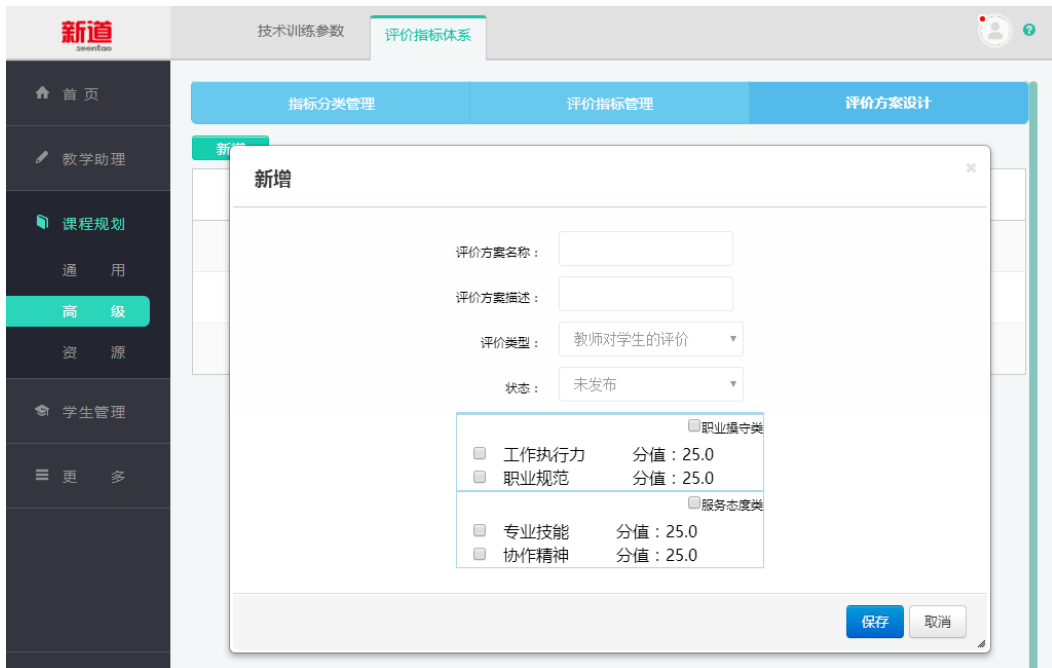 新道
seentao
技术训练参数
评价指标体系
首 页
教学助理
课程规划
通 用
高 级
资 源
学生管理
更 多
指标分类管理
评价指标管理
评价方案设计
新增
新增
×
评价方案名称：
评价方案描述：
评价类型：
教师对学生的评价
状态：
未发布
职业操守类
工作执行力 分值：25.0
职业规范 分值：25.0
服务态度类
专业技能 分值：25.0
协作精神 分值：25.0
保存
取消